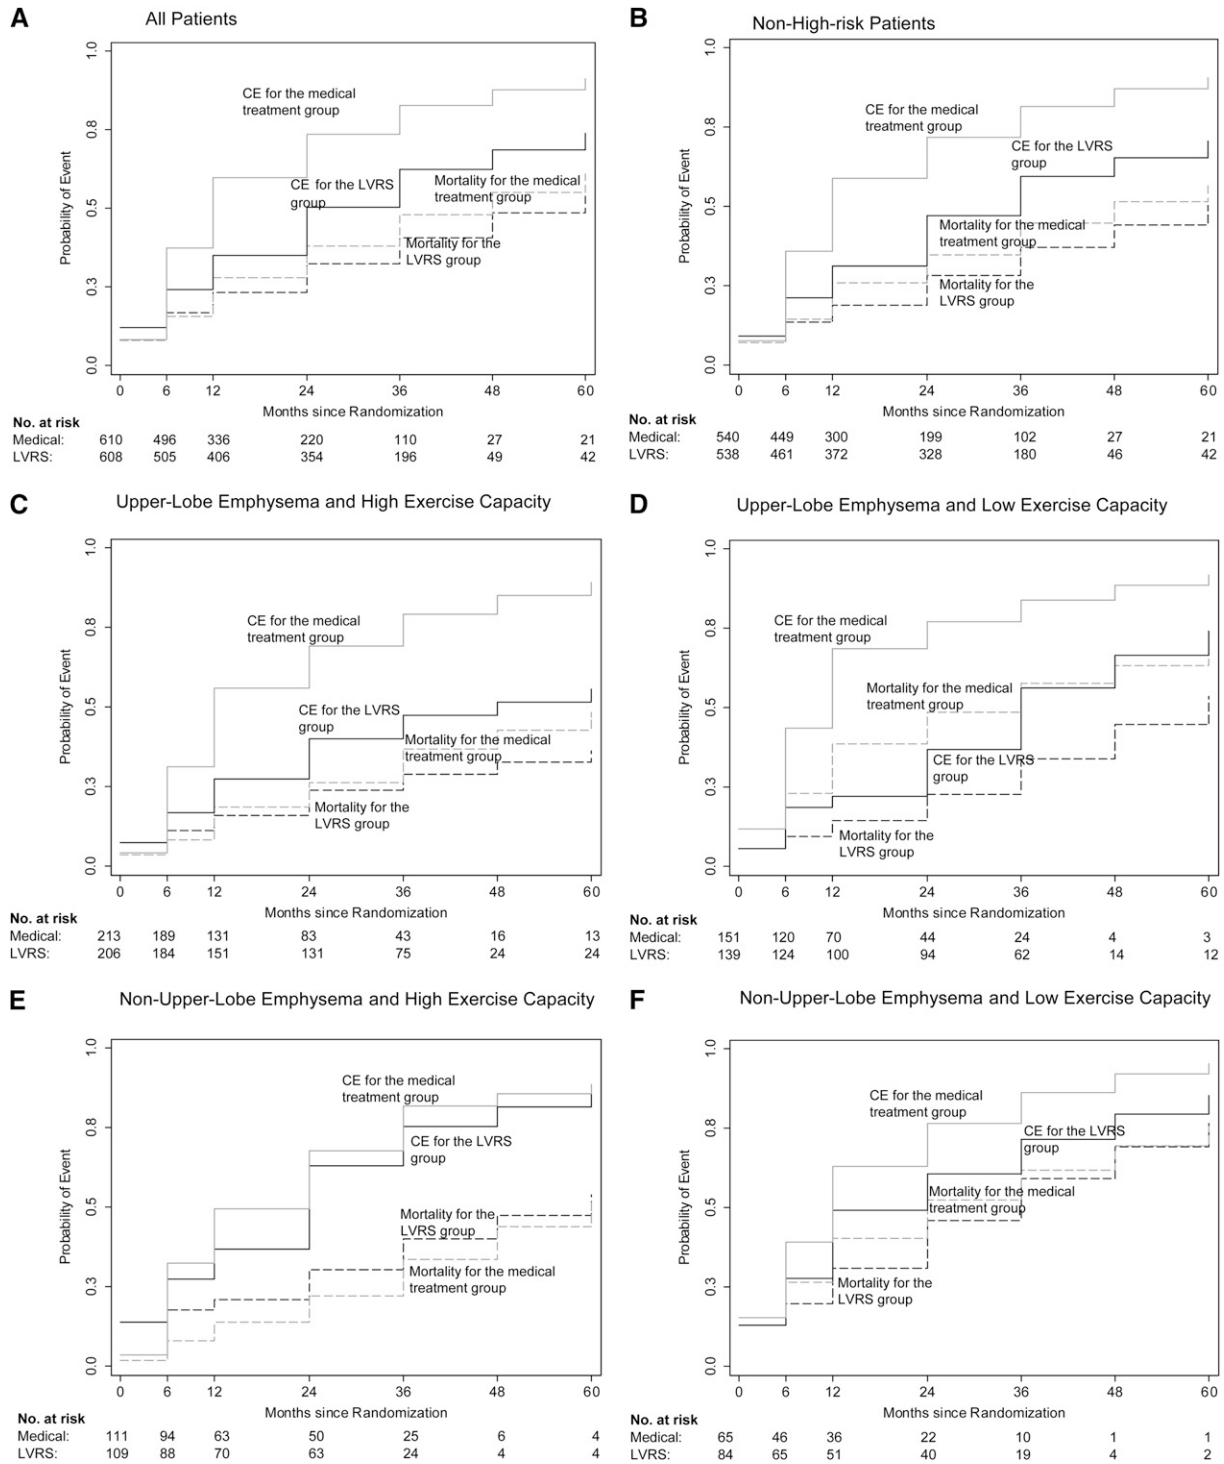 A
All Patients
1.0
0.8
0.5
0.3
0.0
Probability of Event
CE for the medical
treatment group
CE for the LVRS
group
Mortality for the medical
treatment group
Mortality for the
LVRS group
0 6 12 24 36 48 60
Months since Randomization
No. at risk
Medical: 610 496 336 220 110 27 21
LVRS: 608 505 406 354 196 49 42
B
Non-High-risk Patients
1.0
0.8
0.5
0.3
0.0
Probability of Event
CE for the medical
treatment group
CE for the LVRS
group
Mortality for the medical
treatment group
Mortality for the
LVRS group
0 6 12 24 36 48 60
Months since Randomization
No. at risk
Medical: 540 449 300 199 102 27 21
LVRS: 538 461 372 328 180 46 42
C
Upper-Lobe Emphysema and High Exercise Capacity
1.0
0.8
0.5
0.3
0.0
Probability of Event
CE for the medical
treatment group
CE for the LVRS
group
Mortality for the medical
treatment group
Mortality for the
LVRS group
0 6 12 24 36 48 60
Months since Randomization
No. at risk
Medical: 213 189 131 83 43 16 13
LVRS: 206 184 151 131 75 24 24
D
Upper-Lobe Emphysema and Low Exercise Capacity
1.0
0.8
0.5
0.3
0.0
Probability of Event
CE for the medical
treatment group
Mortality for the medical
treatment group
CE for the LVRS
group
Mortality for the
LVRS group
0 6 12 24 36 48 60
Months since Randomization
No. at risk
Medical: 151 120 70 44 24 4 3
LVRS: 139 124 100 94 62 14 12
E
Non-Upper-Lobe Emphysema and High Exercise Capacity
1.0
0.8
0.5
0.3
0.0
Probability of Event
CE for the medical
treatment group
CE for the LVRS
group
Mortality for the
LVRS group
Mortality for the medical
treatment group
0 6 12 24 36 48 60
Months since Randomization
No. at risk
Medical: 111 94 63 50 25 6 4
LVRS: 109 88 70 63 24 4 4
F
Non-Upper-Lobe Emphysema and Low Exercise Capacity
1.0
0.8
0.5
0.3
0.0
Probability of Event
CE for the medical
treatment group
CE for the LVRS
group
Mortality for the medical
treatment group
Mortality for the
LVRS group
0 6 12 24 36 48 60
Months since Randomization
No. at risk
Medical: 65 46 36 22 10 1 1
LVRS: 84 65 51 40 19 4 2